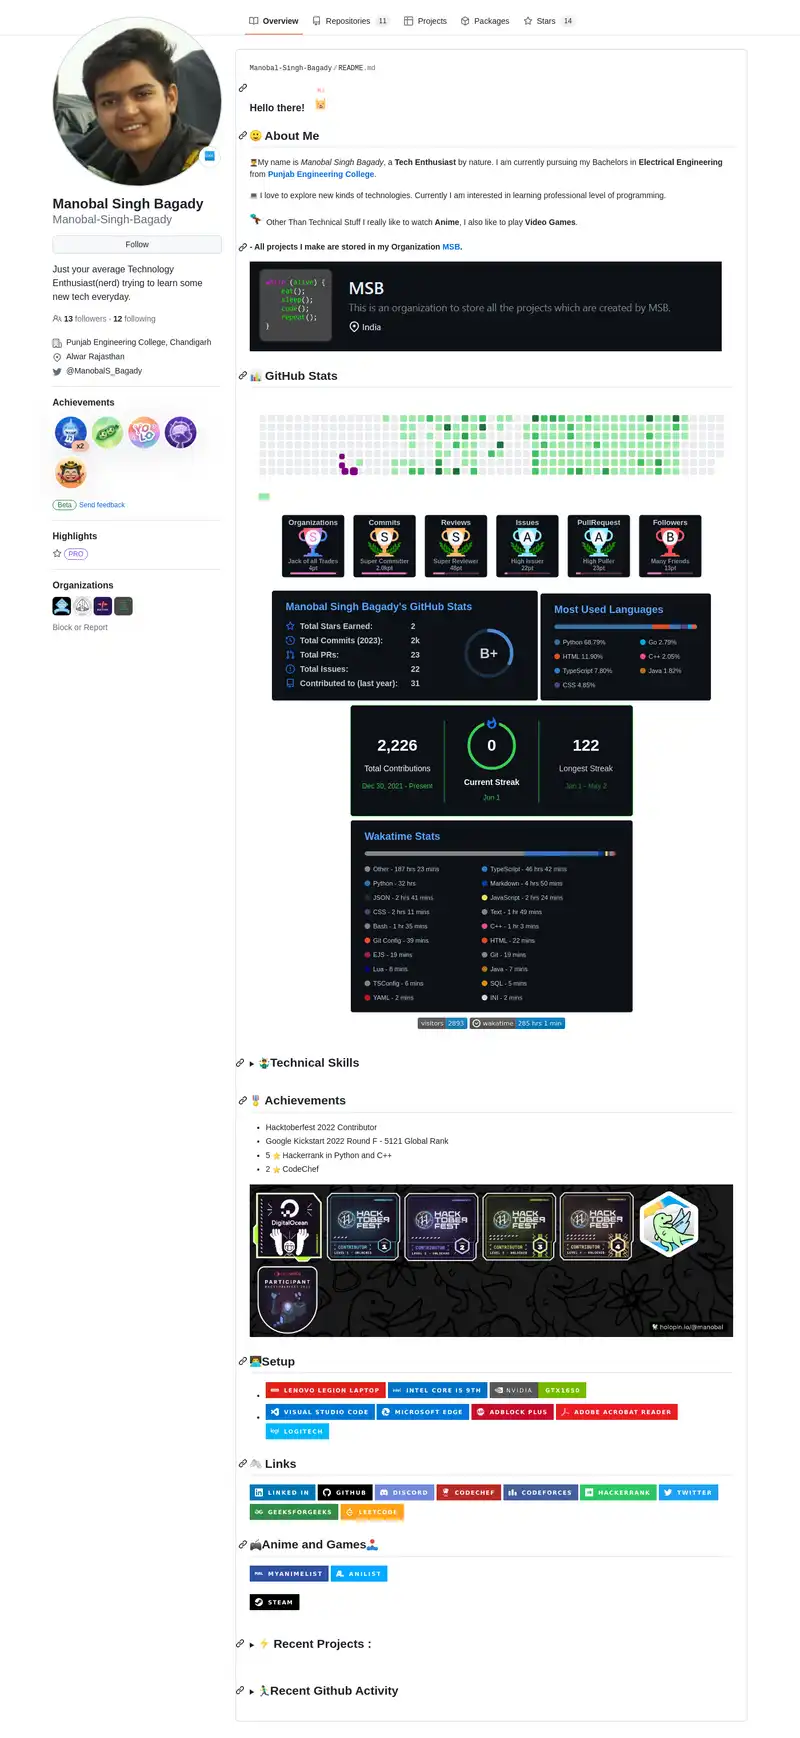 Overview
Repositories 11
Projects
Packages
Stars 14
Manobal Singh Bagady
Manobal-Singh-Bagady
Follow
Just your average Technology
Enthusiast(nerd) trying to learn some
new tech everyday.
13 followers · 12 following
Punjab Engineering College, Chandigarh
Alwar Rajasthan
@ManobalS_Bagady
Achievements
x2
Beta Send feedback
Highlights
PRO
Organizations
Block or Report
Manobal-Singh-Bagady/README.md
Hello there!
About Me
My name is Manobal Singh Bagady, a Tech Enthusiast by nature. I am currently pursuing my Bachelors in Electrical Engineering
from Punjab Engineering College.
I love to explore new kinds of technologies. Currently I am interested in learning professional level of programming.
Other Than Technical Stuff I really like to watch Anime, I also like to play Video Games.
- All projects I make are stored in my Organization MSB.
while (alive) {
eat();
sleep();
code();
repeat();
}
MSB
This is an organization to store all the projects which are created by MSB.
India
GitHub Stats
Organizations
S
Jack of all Trades
4pt
Commits
S
Super Committer
2.0kpt
Reviews
S
Super Reviewer
Issues
A
High Issuer
22pt
PullRequest
A
High Puller
23pt
Followers
B
Many Friends
13pt
Manobal Singh Bagady's GitHub Stats
Total Stars Earned: 2
Total Commits (2023): 2k
Total PRs: 23
Total Issues: 22
Contributed to (last year): 31
B+
Most Used Languages
Python 68.79%
Go 2.79%
HTML 11.90%
C++ 2.05%
TypeScript 7.80%
Java 1.82%
CSS 4.85%
2,226
Total Contributions
Dec 30, 2021 - Present
0
Current Streak
Jun 1
122
Longest Streak
Jan 1 - May 2
Wakatime Stats
Other - 187 hrs 23 mins
TypeScript - 46 hrs 42 mins
Python - 32 hrs
Markdown - 4 hrs 50 mins
JSON - 2 hrs 41 mins
JavaScript - 2 hrs 24 mins
CSS - 2 hrs 11 mins
Text - 1 hr 49 mins
Bash - 1 hr 35 mins
C++ - 1 hr 3 mins
Git Config - 39 mins
HTML - 22 mins
EJS - 19 mins
Git - 19 mins
Lua - 8 mins
Java - 7 mins
TSConfig - 6 mins
SQL - 5 mins
YAML - 2 mins
INI - 2 mins
visitors 2893
wakatime 285 hrs 1 min
Technical Skills
Achievements
Hacktoberfest 2022 Contributor
Google Kickstart 2022 Round F - 5121 Global Rank
5 ⭐ Hackerrank in Python and C++
2 ⭐ CodeChef
DigitalOcean
HACK
TOBER
FEST
CONTRIBUTOR
1
HACK
TOBER
FEST
CONTRIBUTOR
2
HACK
TOBER
FEST
CONTRIBUTOR
3
HACK
TOBER
FEST
CONTRIBUTOR
4
PARTICIPANT
holopin.io/@manobal
Setup
LENOVO LEGION LAPTOP
INTEL CORE I5 9TH
NVIDIA GTX1650
VISUAL STUDIO CODE
MICROSOFT EDGE
ADBLOCK PLUS
ADOBE ACROBAT READER
LOGITECH
Links
LINKED IN
GITHUB
DISCORD
CODECHEF
CODEFORCES
HACKERRANK
TWITTER
GEEKSFORGEEKS
LEETCODE
Anime and Games
MYANIMELIST
ANILIST
STEAM
Recent Projects :
Recent Github Activity